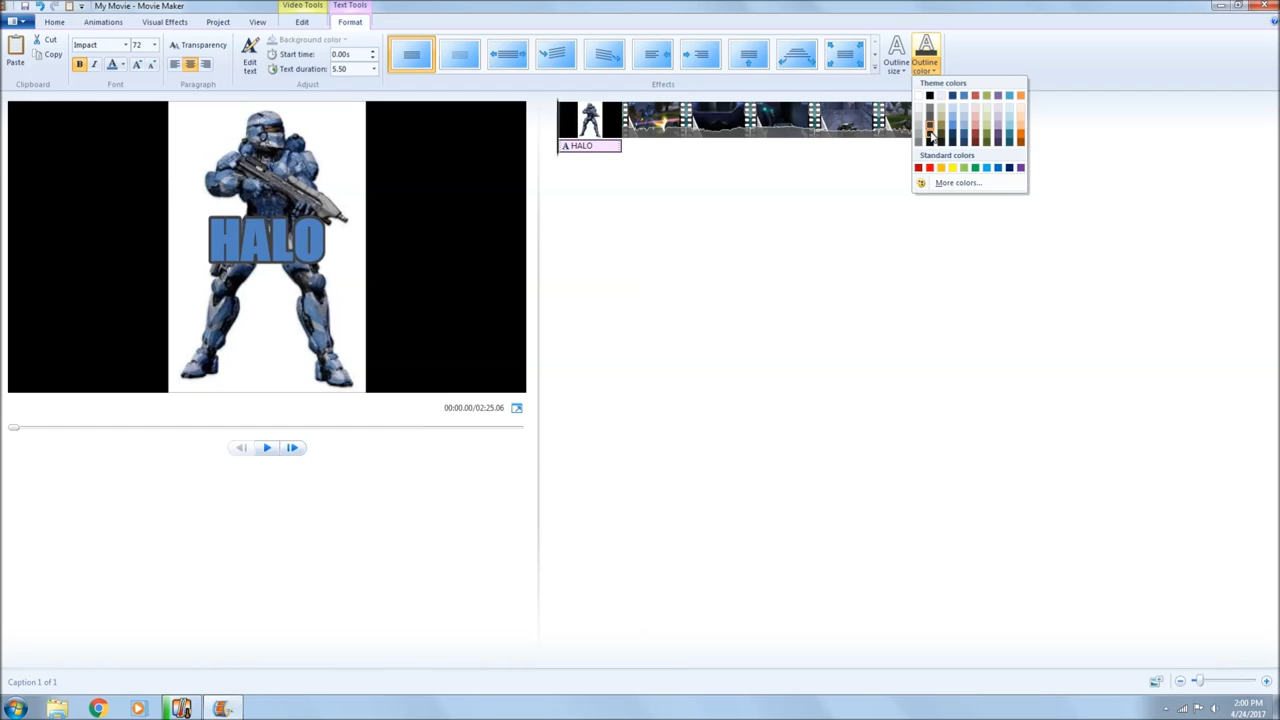 My Movie - Movie Maker
Video Tools
Text Tools
Home
Animations
Visual Effects
Project
View
Edit
Format
Paste
Cut
Copy
Clipboard
Impact
72
B
I
A
A
A
Font
Transparency
Paragraph
Edit
text
Background color
Start time:
0.00s
Text duration:
5.50
Adjust
Effects
A
Outline
size
A
Outline
color
Theme colors
Standard colors
More colors...
HALO
A HALO
00:00.00/02:25.06
Caption 1 of 1
2:00 PM
4/24/2017